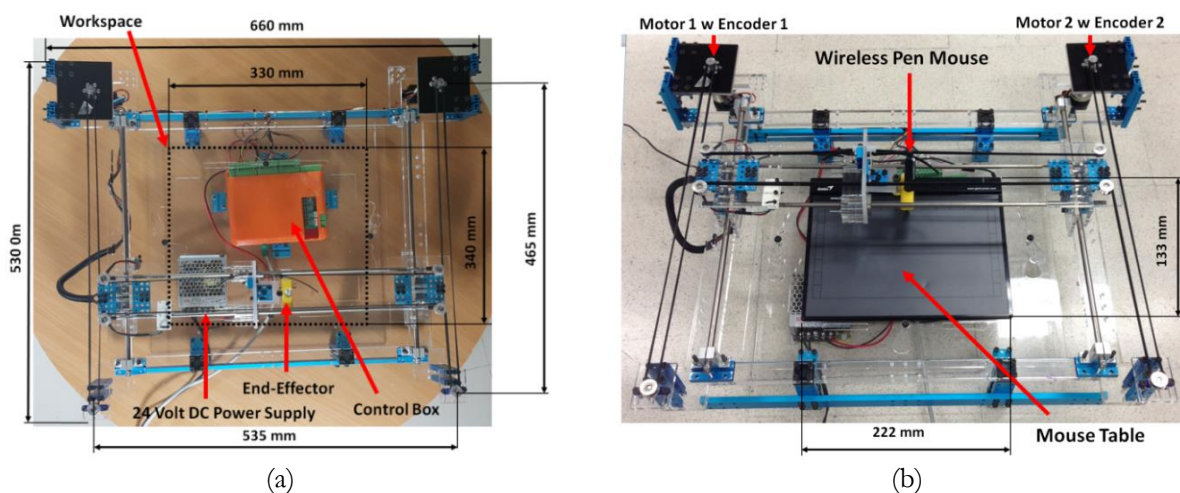 Workspace
660 mm
330 mm
530 0m
340 mm
465 mm
End-Effector
24 Volt DC Power Supply
Control Box
535 mm
(a)
Motor 1 w Encoder 1
Motor 2 w Encoder 2
Wireless Pen Mouse
133 mm
222 mm
Mouse Table
(b)